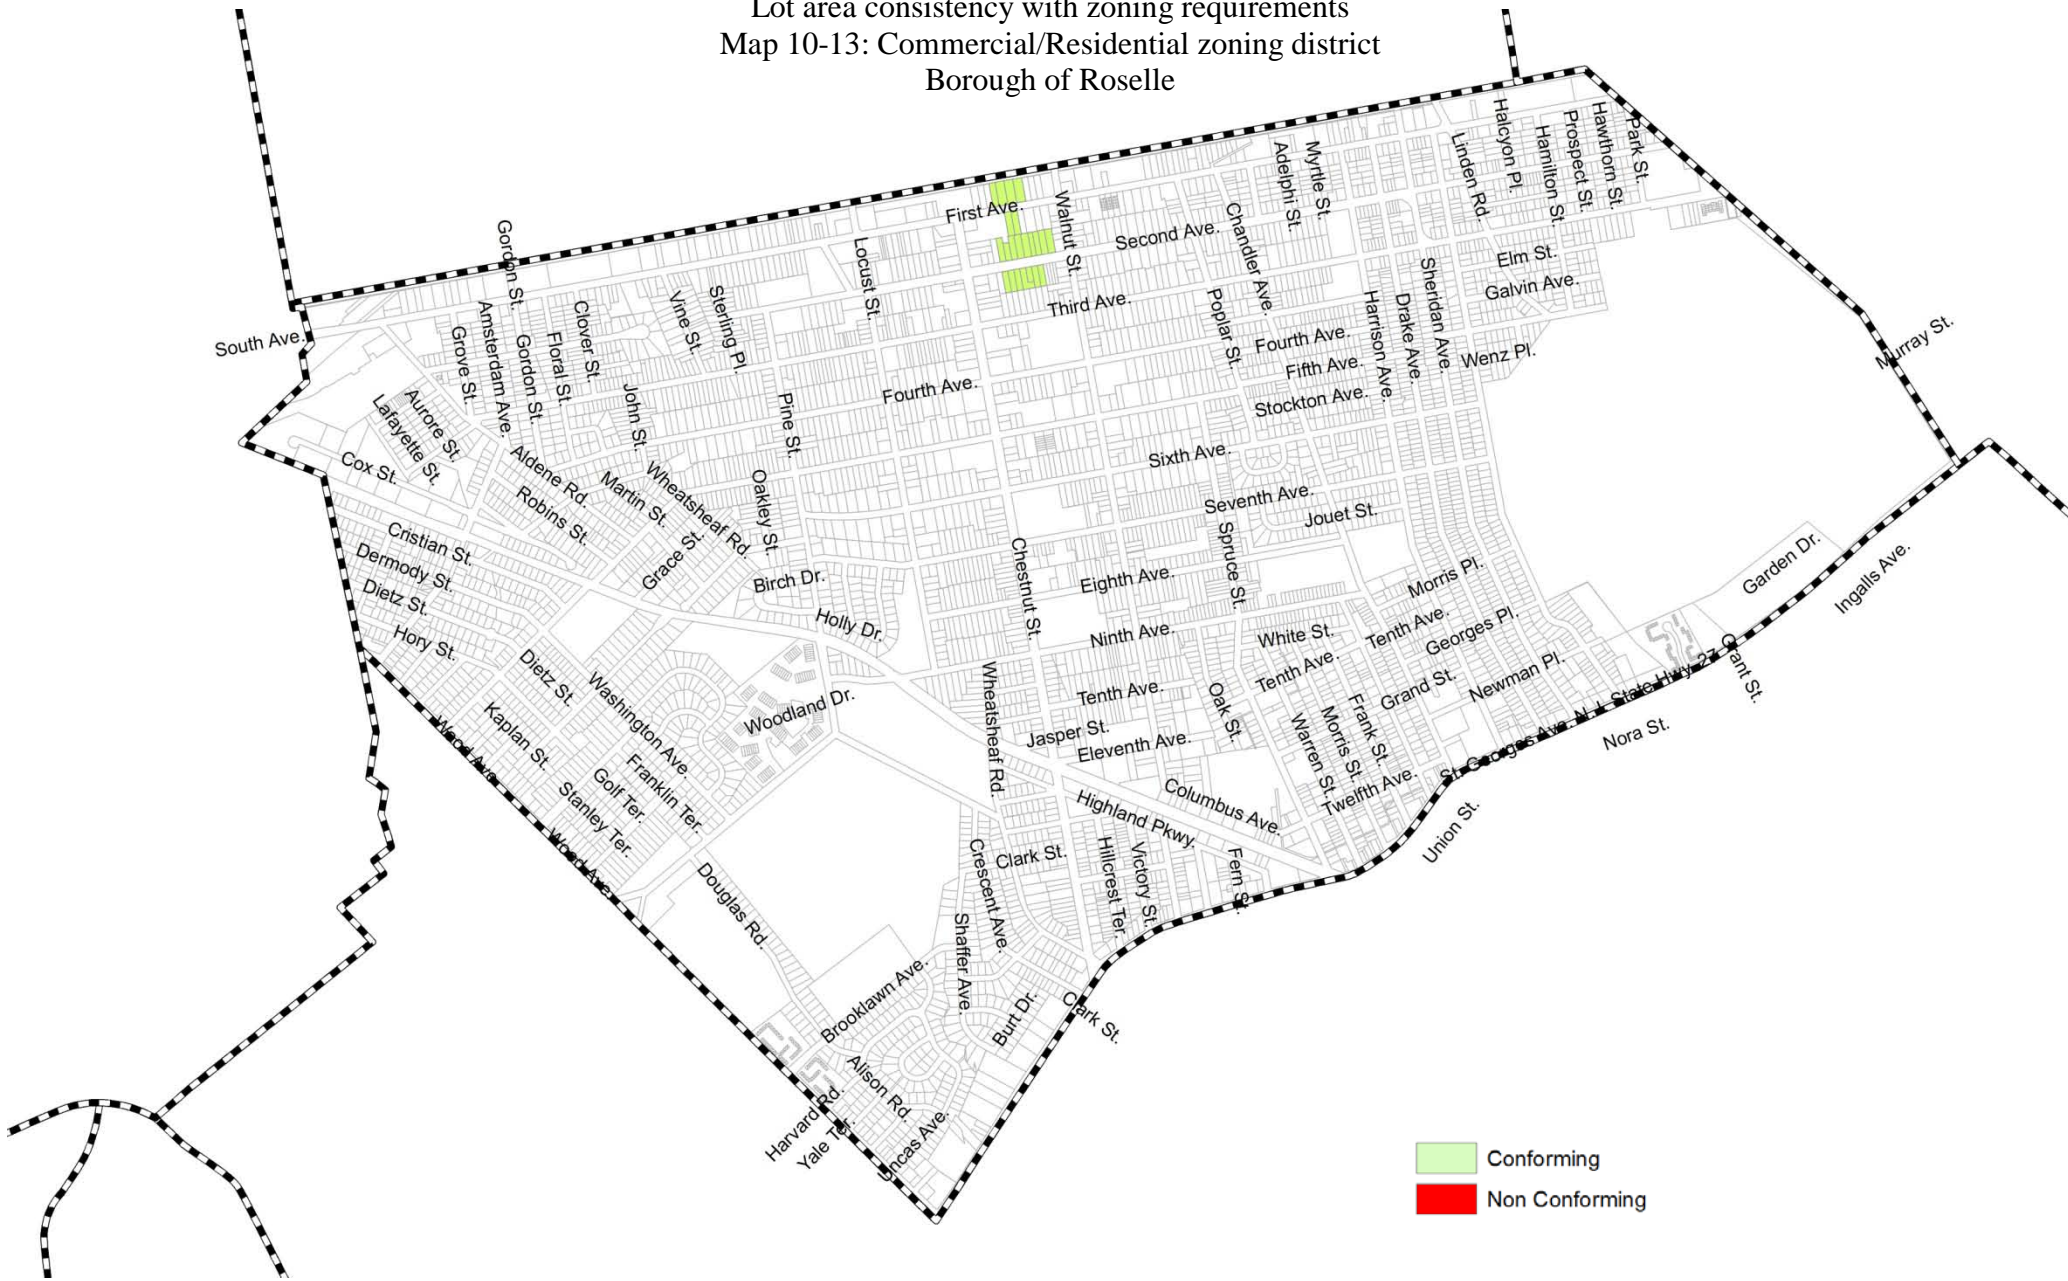 Lot area consistency with zoning requirements
Map 10-13: Commercial/Residential zoning district
Borough of Roselle
Halcyon Pl.
Hamilton St.
Prospect St.
Hawthorn St.
Park St.
Linden Rd.
Myrtle St.
Adelphi St.
First Ave.
Walnut St.
Second Ave.
Chandler Ave.
Gordon St.
Locust St.
Elm St.
Galvin Ave.
Sheridan Ave.
Drake Ave.
Harrison Ave.
Third Ave.
Poplar St.
Fourth Ave.
Fifth Ave.
Stockton Ave.
Wenz Pl.
Murray St.
South Ave.
Grove St.
Amsterdam Ave.
Gordon St.
Floral St.
Clover St.
Vine St.
Sterling Pl.
John St.
Pine St.
Fourth Ave.
Aurore St.
Lafayette St.
Cox St.
Aldene Rd.
Robins St.
Martin St.
Wheatsheaf Rd.
Oakley St.
Grace St.
Sixth Ave.
Seventh Ave.
Jouet St.
Spruce St.
Cristian St.
Dermody St.
Dietz St.
Hory St.
Birch Dr.
Holly Dr.
Chestnut St.
Eighth Ave.
Ninth Ave.
Morris Pl.
Tenth Ave.
Georges Pl.
White St.
Tenth Ave.
Garden Dr.
Ingalls Ave.
Grant St.
Dietz St.
Washington Ave.
Woodland Dr.
Wheatsheaf Rd.
Tenth Ave.
Jasper St.
Eleventh Ave.
Oak St.
Warren St.
Morris St.
Frank St.
Grand St.
Newman Pl.
St. Georges Ave. N.J. State Hwy. 27
Nora St.
Wood Ave.
Kaplan St.
Franklin Ter.
Golf Ter.
Stanley Ter.
Wood Ave.
Twelfth Ave.
Columbus Ave.
Highland Pkwy.
Union St.
Clark St.
Crescent Ave.
Hillcrest Ter.
Victory St.
Fern St.
Douglas Rd.
Shaffer Ave.
Brooklawn Ave.
Burt Dr.
Clark St.
Alison Rd.
Harvard Rd.
Yale Ter.
Conforming
Non Conforming